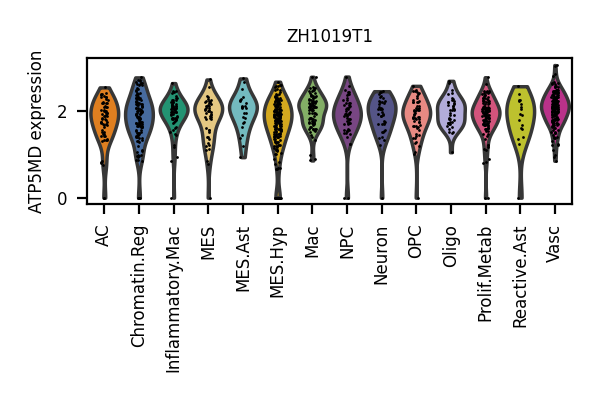 ZH1019T1
ATP5MD expression
2
0
AC
Chromatin.Reg
Inflammatory.Mac
MES
MES.Ast
MES.Hyp
Mac
NPC
Neuron
OPC
Oligo
Prolif.Metab
Reactive.Ast
Vasc